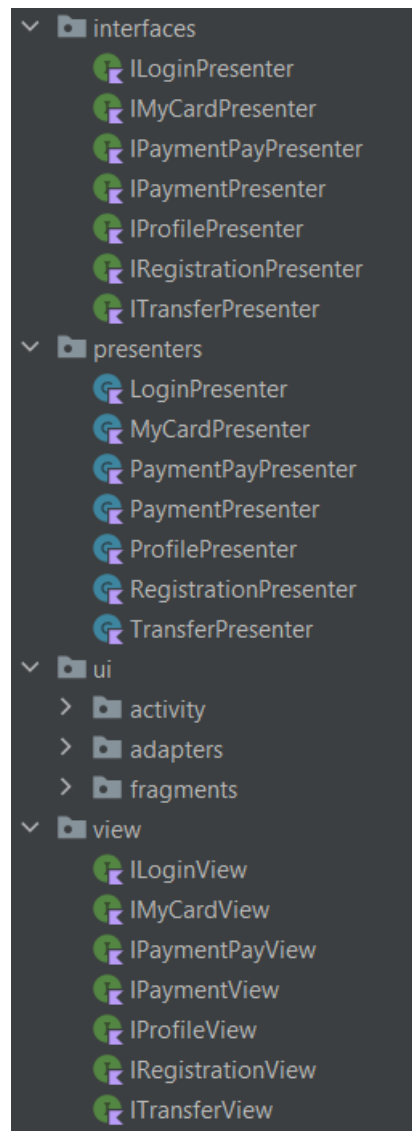 interfaces
ILoginPresenter
IMyCardPresenter
IPaymentPayPresenter
IPaymentPresenter
IProfilePresenter
IRegistrationPresenter
ITransferPresenter
presenters
LoginPresenter
MyCardPresenter
PaymentPayPresenter
PaymentPresenter
ProfilePresenter
RegistrationPresenter
TransferPresenter
ui
activity
adapters
fragments
view
ILoginView
IMyCardView
IPaymentPayView
IPaymentView
IProfileView
IRegistrationView
ITransferView